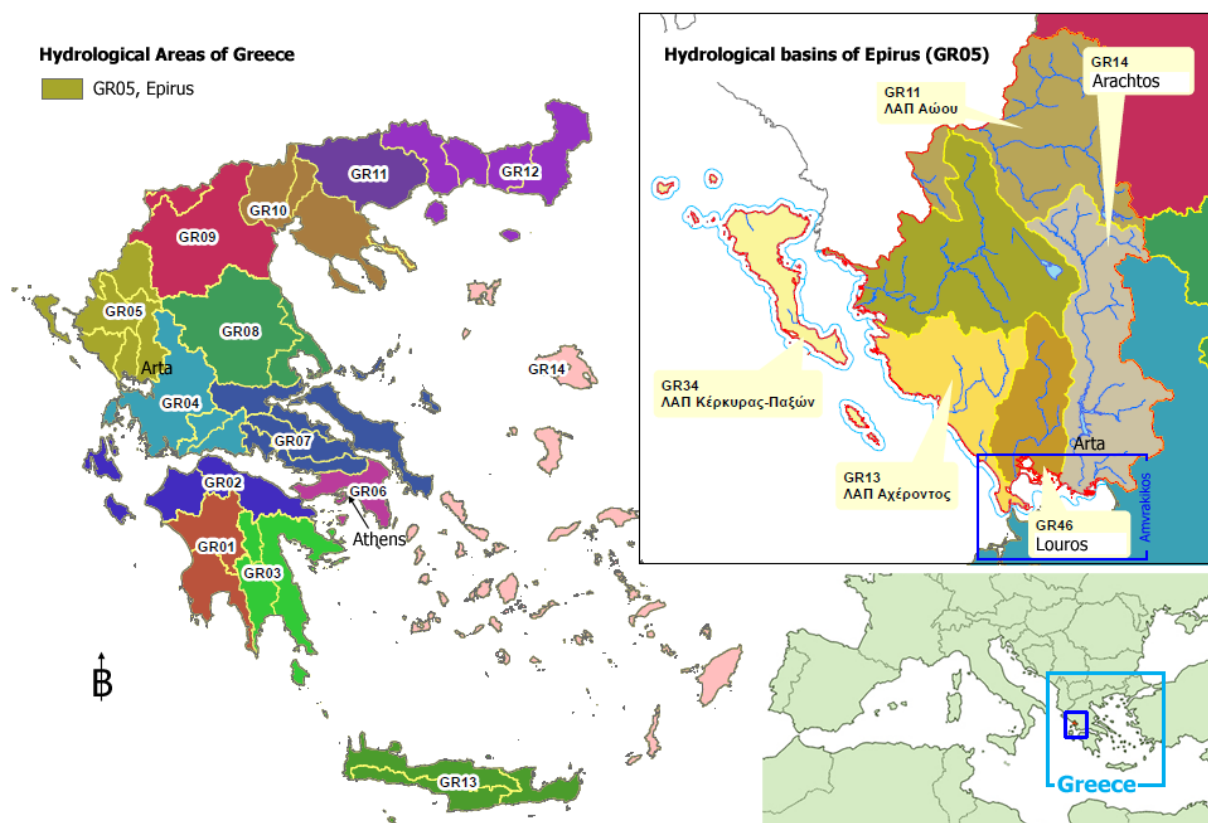 Hydrological Areas of Greece
GR05, Epirus
GR12
GR11
GR10
GR09
GR05
GR08
Arta
GR14
GR04
GR07
GR02
GR06
Athens
GR01
GR03
B
GR13
Hydrological basins of Epirus (GR05)
GR14
Arachtos
GR11
ΛΑΠ Αώου
GR34
ΛΑΠ Κέρκυρας-Παξών
GR13
ΛΑΠ Αχέροντος
Arta
GR46
Louros
Amvrakikos
Greece